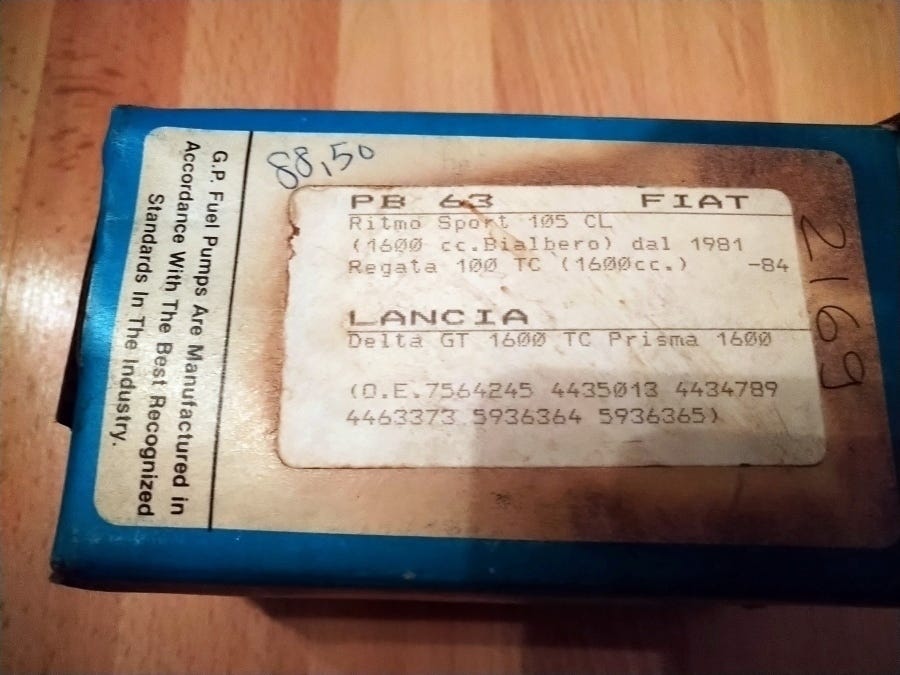 G.P. Fuel Pumps Are Manufactured in
Accordance With The Best Recognized
Standards In The Industry.
88,50
PB 63 FIAT
Ritmo Sport 105 CL
(1600 cc.Bialbero) dal 1981
Regata 100 TC (1600cc.) -84
LANCIA
Delta GT 1600 TC Prisma 1600
(O.E.7564245 4435013 4434789
4463373 5936364 5936365)
2169